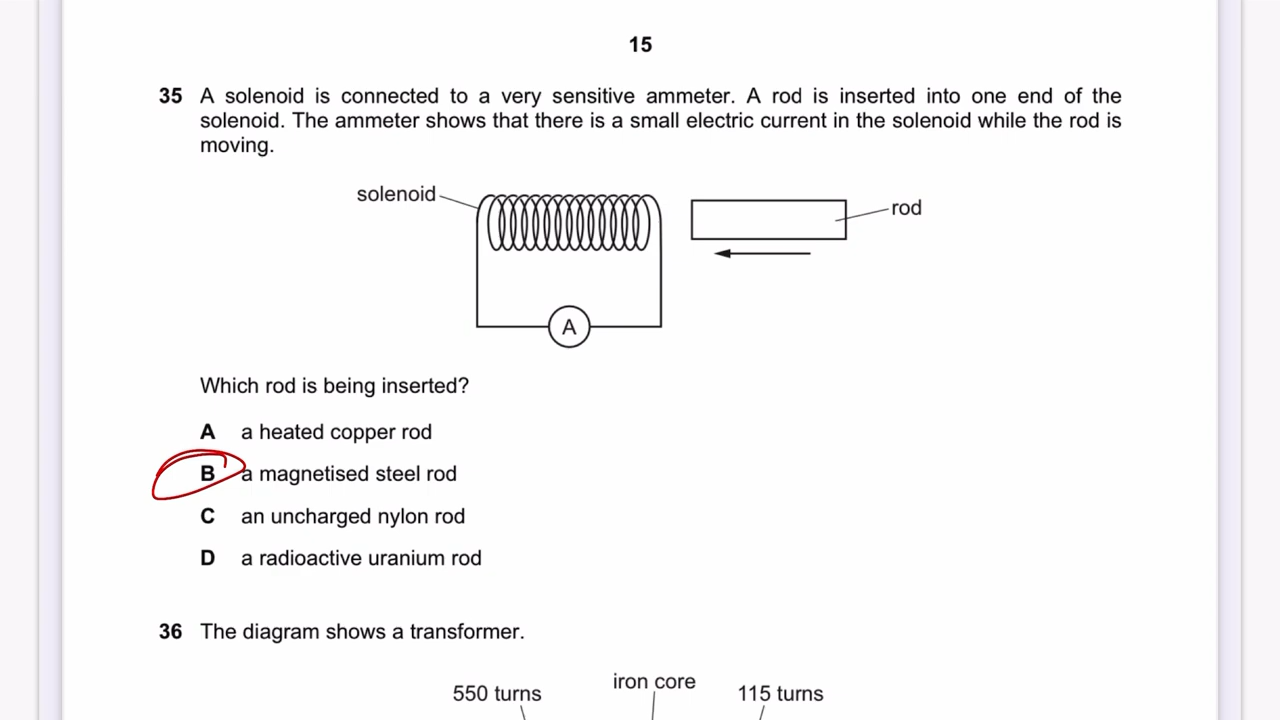 15
35 A solenoid is connected to a very sensitive ammeter. A rod is inserted into one end of the
solenoid. The ammeter shows that there is a small electric current in the solenoid while the rod is
moving.
solenoid
rod
A
Which rod is being inserted?
A a heated copper rod
B a magnetised steel rod
C an uncharged nylon rod
D a radioactive uranium rod
36 The diagram shows a transformer.
iron core
550 turns
115 turns